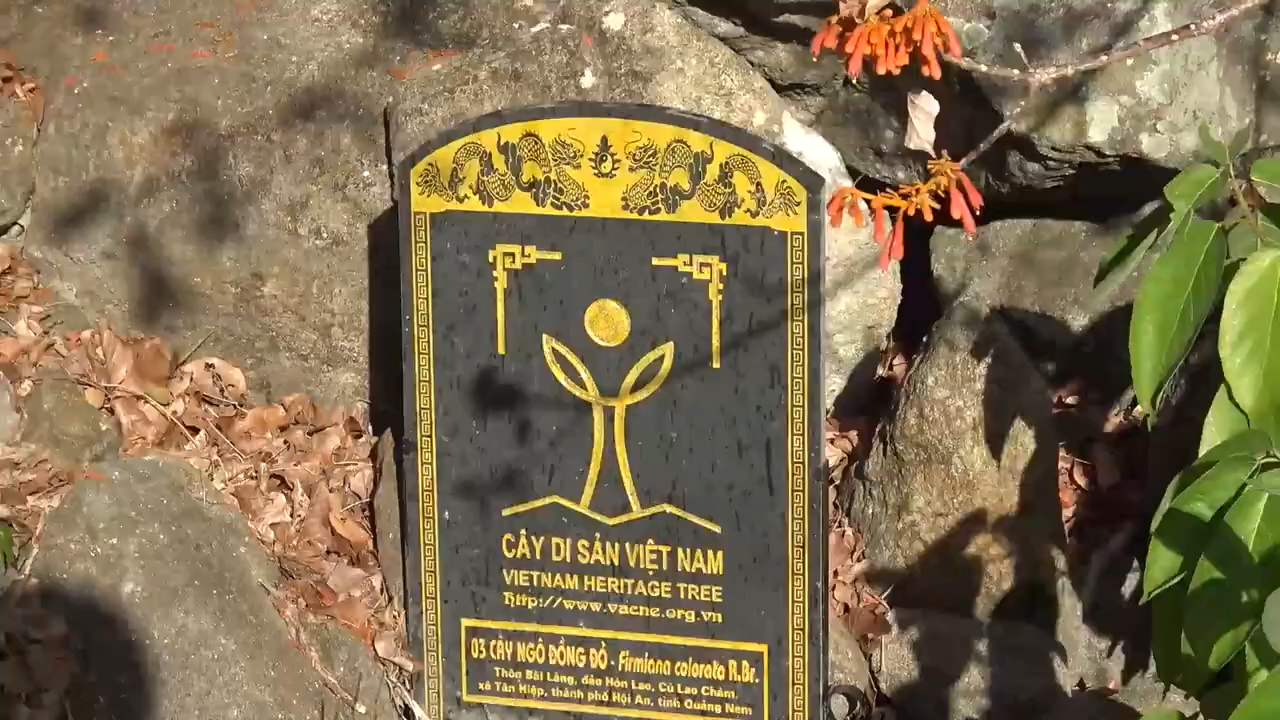 CÂY DI SẢN VIỆT NAM
VIETNAM HERITAGE TREE
http://www.vacne.org.vn
03 CÂY NGÔ ĐỒNG ĐỎ - Firmiana colorata R.Br.
Thôn Bãi Làng, đảo Hòn Lao, Cù Lao Chàm,
xã Tân Hiệp, thành phố Hội An, tỉnh Quảng Nam